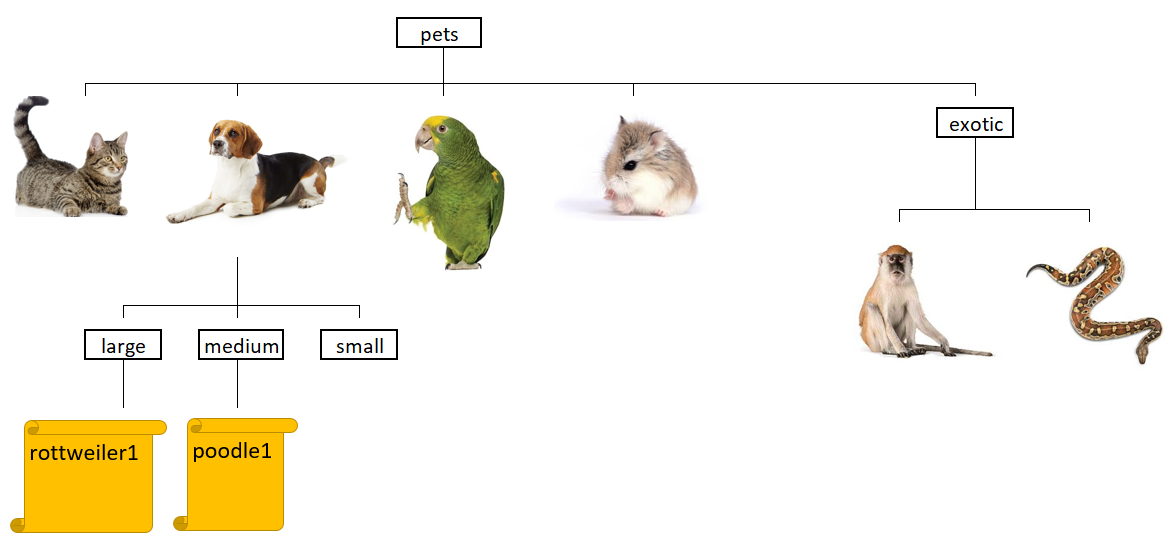 pets
exotic
large
medium
small
rottweiler1
poodle1